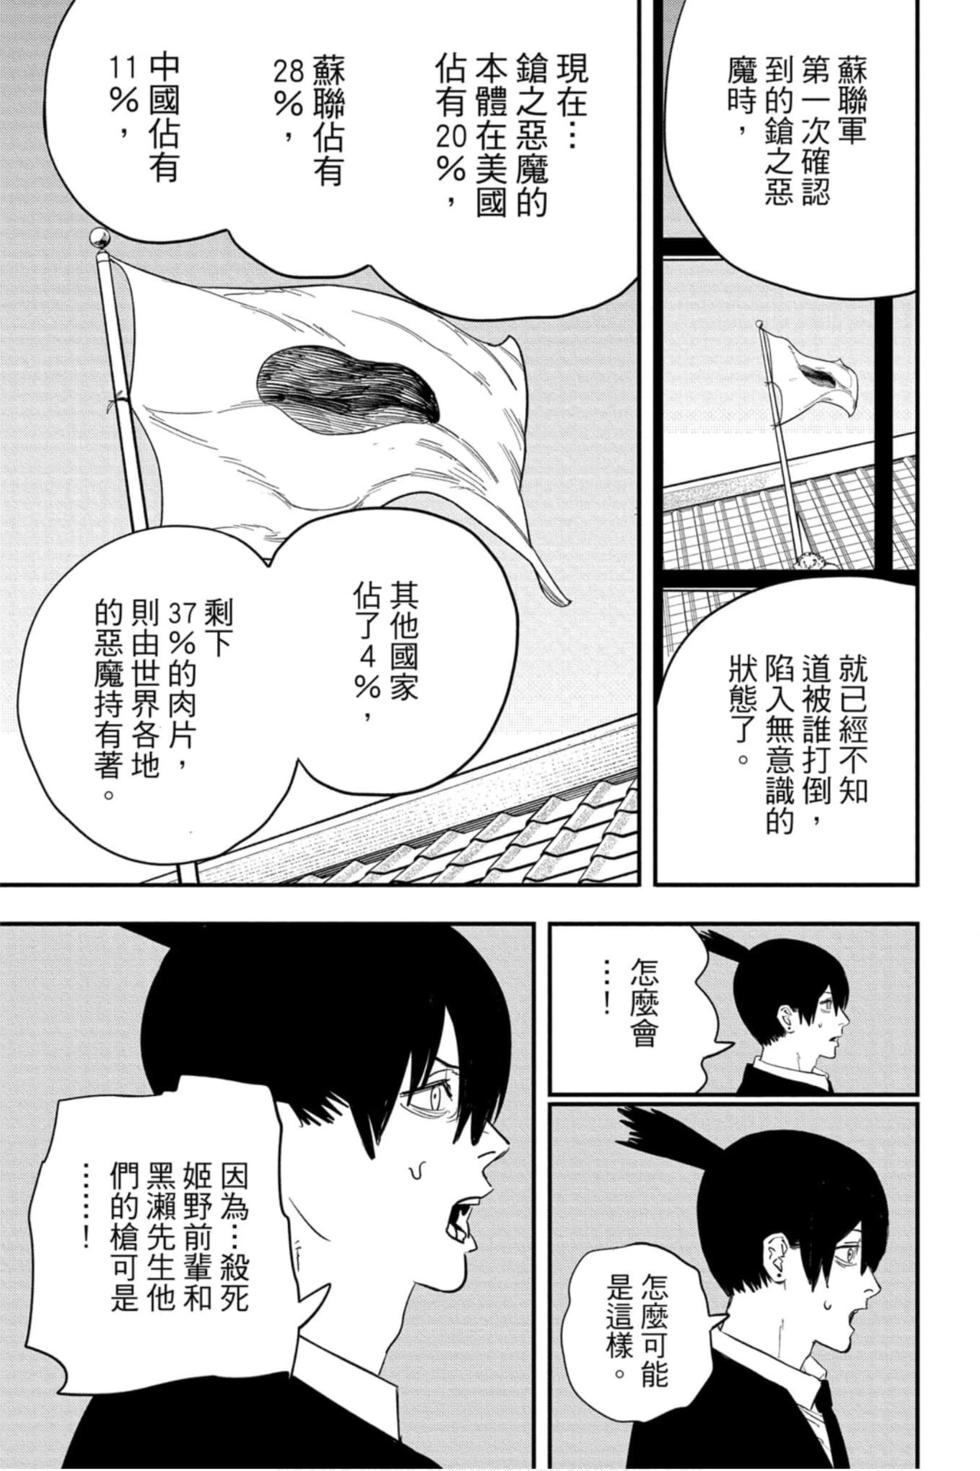 蘇聯軍
第一次確認
到的鎗之惡
魔時，
就已經不知
道被誰打倒，
陷入無意識的
狀態了。
現在…
鎗之惡魔的
本體在美國
佔有20%，
蘇聯佔有
28%，
中國佔有
11%，
其他國家
佔了4%，
剩下
37%的肉片，
則由世界各地
的惡魔持有著。
怎麼會
…！
怎麼可能
是這樣。
因為…殺死
姬野前輩和
黑瀨先生他
們的槍可是
……！